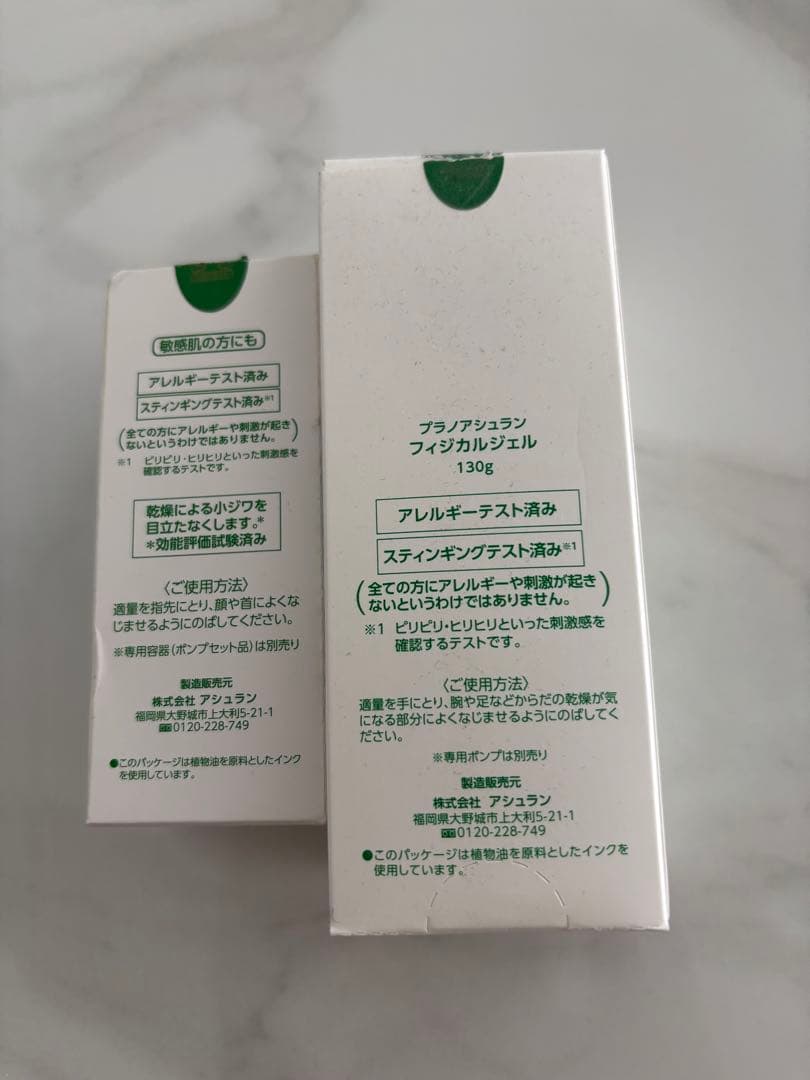 敏感肌の方にも
アレルギーテスト済み
スティンギングテスト済み※1
(全ての方にアレルギーや刺激が起き
ないというわけではありません。)
※1 ピリピリ・ヒリヒリといった刺激感を
確認するテストです。
乾燥による小ジワを
目立たなくします。*
*効能評価試験済み
〈ご使用方法〉
適量を指先にとり、顔や首によくな
じませるようにのばしてください。
※専用容器(ポンプセット品)は別売り
製造販売元
株式会社 アシュラン
福岡県大野城市上大利5-21-1
0120-228-749
●このパッケージは植物油を原料としたインク
を使用しています。
プラノアシュラン
フィジカルジェル
130g
アレルギーテスト済み
スティンギングテスト済み※1
(全ての方にアレルギーや刺激が起き
ないというわけではありません。)
※1 ピリピリ・ヒリヒリといった刺激感を
確認するテストです。
〈ご使用方法〉
適量を手にとり、腕や足などからだの乾燥が気
になる部分によくなじませるようにのばしてく
ださい。
※専用ポンプは別売り
製造販売元
株式会社 アシュラン
福岡県大野城市上大利5-21-1
0120-228-749
●このパッケージは植物油を原料としたインクを
使用しています。